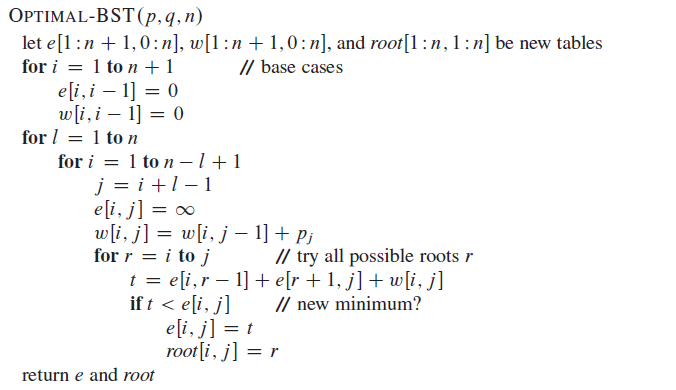 OPTIMAL-BST(p, q, n)
let e[1:n + 1, 0:n], w[1:n + 1, 0:n], and root[1:n, 1:n] be new tables
for i = 1 to n + 1 // base cases
e[i, i − 1] = 0
w[i, i − 1] = 0
for l = 1 to n
for i = 1 to n − l + 1
j = i + l − 1
e[i, j] = ∞
w[i, j] = w[i, j − 1] + pⱼ
for r = i to j // try all possible roots r
t = e[i, r − 1] + e[r + 1, j] + w[i, j]
if t < e[i, j] // new minimum?
e[i, j] = t
root[i, j] = r
return e and root